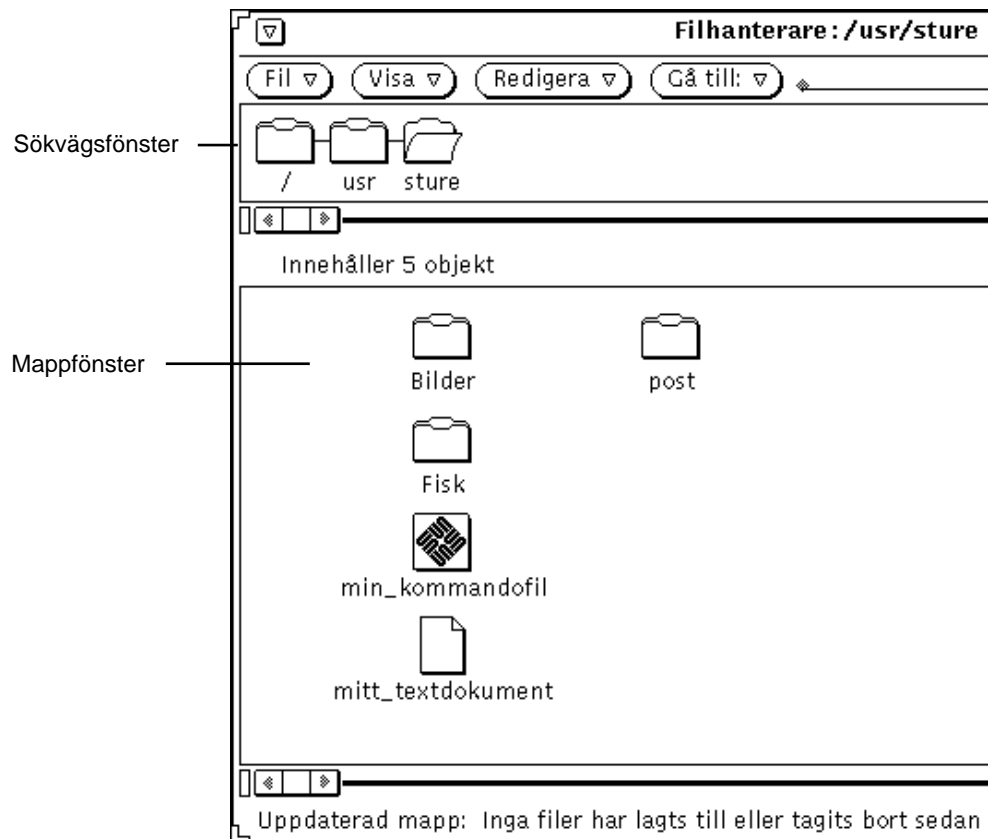 Filhanterare:/usr/sture
Fil Visa Redigera Gå till:
Sökvägsfönster
/ usr sture
Innehåller 5 objekt
Mappfönster
Bilder post
Fisk
min_kommandofil
mitt_textdokument
Uppdaterad mapp: Inga filer har lagts till eller tagits bort sedan